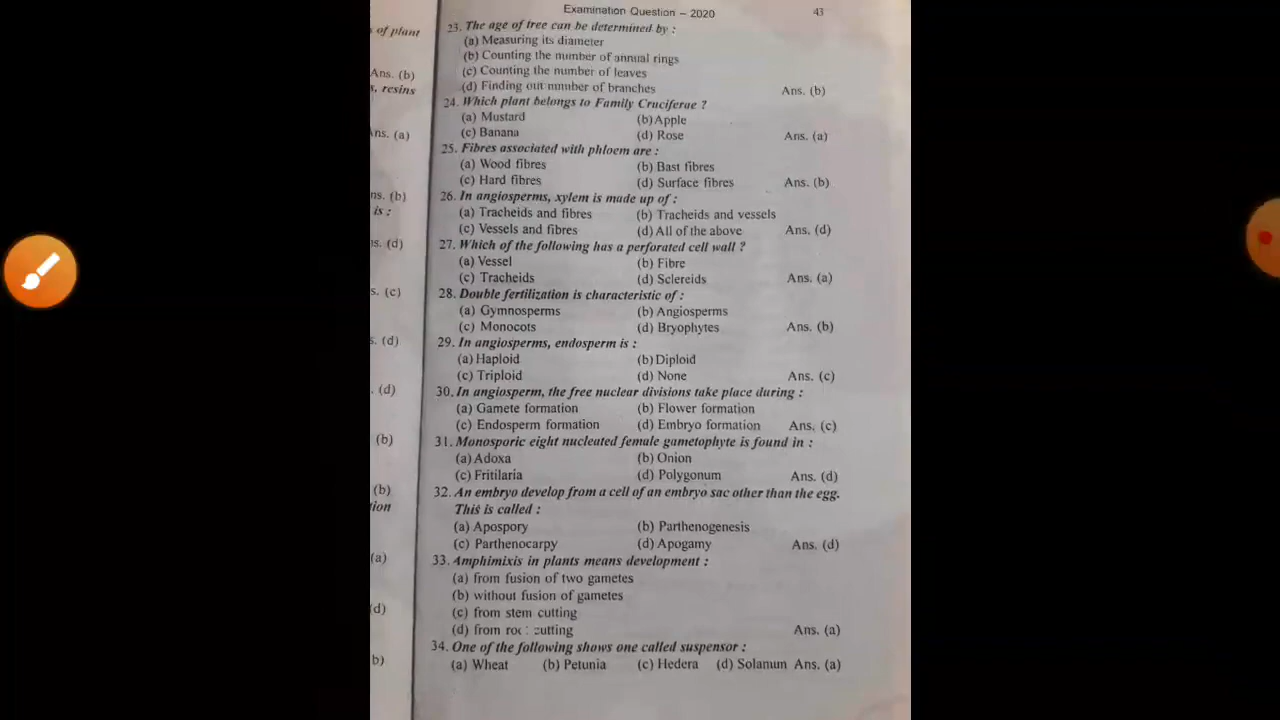 Examination Question – 2020
43
s of plant
Ans. (b)
s, resins
ns. (a)
ns. (b)
is :
s. (d)
s. (c)
s. (d)
. (d)
(b)
(b)
tion
(a)
(d)
b)
23. The age of tree can be determined by :
(a) Measuring its diameter
(b) Counting the number of annual rings
(c) Counting the number of leaves
(d) Finding out number of branches Ans. (b)
24. Which plant belongs to Family Cruciferae ?
(a) Mustard (b) Apple
(c) Banana (d) Rose Ans. (a)
25. Fibres associated with phloem are :
(a) Wood fibres (b) Bast fibres
(c) Hard fibres (d) Surface fibres Ans. (b)
26. In angiosperms, xylem is made up of :
(a) Tracheids and fibres (b) Tracheids and vessels
(c) Vessels and fibres (d) All of the above Ans. (d)
27. Which of the following has a perforated cell wall ?
(a) Vessel (b) Fibre
(c) Tracheids (d) Sclereids Ans. (a)
28. Double fertilization is characteristic of :
(a) Gymnosperms (b) Angiosperms
(c) Monocots (d) Bryophytes Ans. (b)
29. In angiosperms, endosperm is :
(a) Haploid (b) Diploid
(c) Triploid (d) None Ans. (c)
30. In angiosperm, the free nuclear divisions take place during :
(a) Gamete formation (b) Flower formation
(c) Endosperm formation (d) Embryo formation Ans. (c)
31. Monosporic eight nucleated female gametophyte is found in :
(a) Adoxa (b) Onion
(c) Fritilaria (d) Polygonum Ans. (d)
32. An embryo develop from a cell of an embryo sac other than the egg.
This is called :
(a) Apospory (b) Parthenogenesis
(c) Parthenocarpy (d) Apogamy Ans. (d)
33. Amphimixis in plants means development :
(a) from fusion of two gametes
(b) without fusion of gametes
(c) from stem cutting
(d) from cutting Ans. (a)
34. One of the following shows one called suspensor :
(a) Wheat (b) Petunia (c) Hedera (d) Solanum Ans. (a)